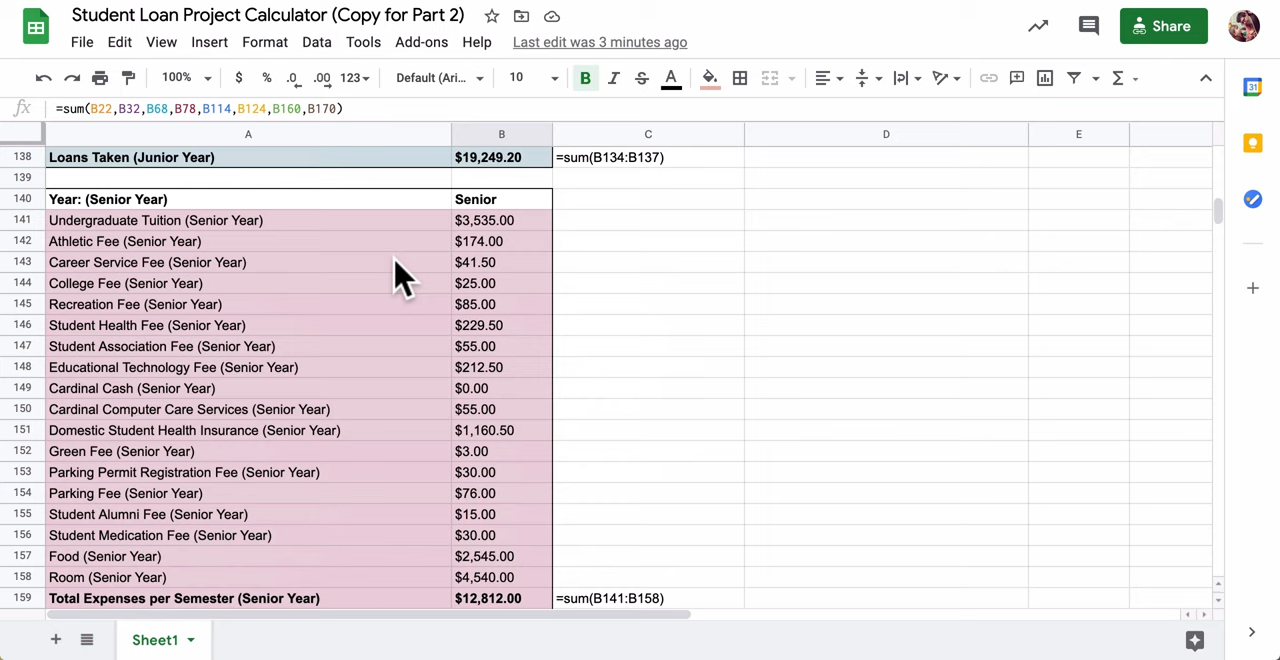 Student Loan Project Calculator (Copy for Part 2)
File Edit View Insert Format Data Tools Add-ons Help Last edit was 3 minutes ago
Share
100% $ % .0 .00 123 Default (Ari... 10 B I S A
31
fx =sum(B22,B32,B68,B78,B114,B124,B160,B170)
A B C D E
138 Loans Taken (Junior Year) $19,249.20 =sum(B134:B137)
139
140 Year: (Senior Year) Senior
141 Undergraduate Tuition (Senior Year) $3,535.00
142 Athletic Fee (Senior Year) $174.00
143 Career Service Fee (Senior Year) $41.50
144 College Fee (Senior Year) $25.00
145 Recreation Fee (Senior Year) $85.00
146 Student Health Fee (Senior Year) $229.50
147 Student Association Fee (Senior Year) $55.00
148 Educational Technology Fee (Senior Year) $212.50
149 Cardinal Cash (Senior Year) $0.00
150 Cardinal Computer Care Services (Senior Year) $55.00
151 Domestic Student Health Insurance (Senior Year) $1,160.50
152 Green Fee (Senior Year) $3.00
153 Parking Permit Registration Fee (Senior Year) $30.00
154 Parking Fee (Senior Year) $76.00
155 Student Alumni Fee (Senior Year) $15.00
156 Student Medication Fee (Senior Year) $30.00
157 Food (Senior Year) $2,545.00
158 Room (Senior Year) $4,540.00
159 Total Expenses per Semester (Senior Year) $12,812.00 =sum(B141:B158)
Sheet1